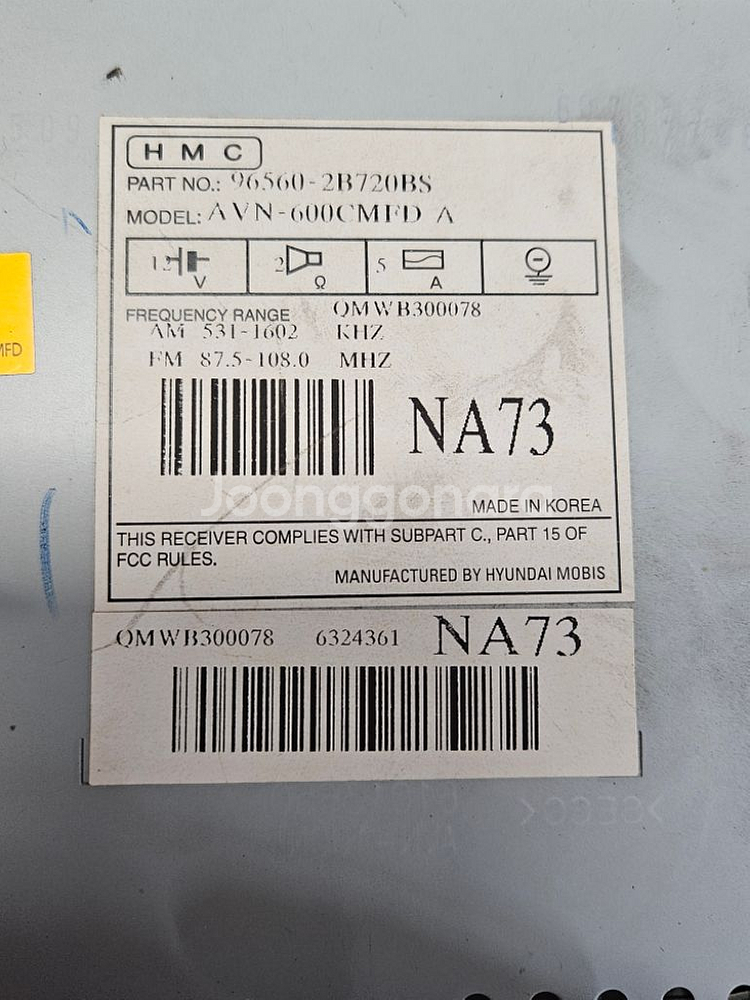 HMC
PART NO.: 96560-2B720BS
MODEL: AVN-600CMFD A
12 V 2 Ω 5 A
FREQUENCY RANGE QMWB300078
AM 531-1602 KHZ
FM 87.5-108.0 MHZ
NA73
Joonggonara
MADE IN KOREA
THIS RECEIVER COMPLIES WITH SUBPART C., PART 15 OF
FCC RULES.
MANUFACTURED BY HYUNDAI MOBIS
QMWB300078 6324361 NA73
MFD